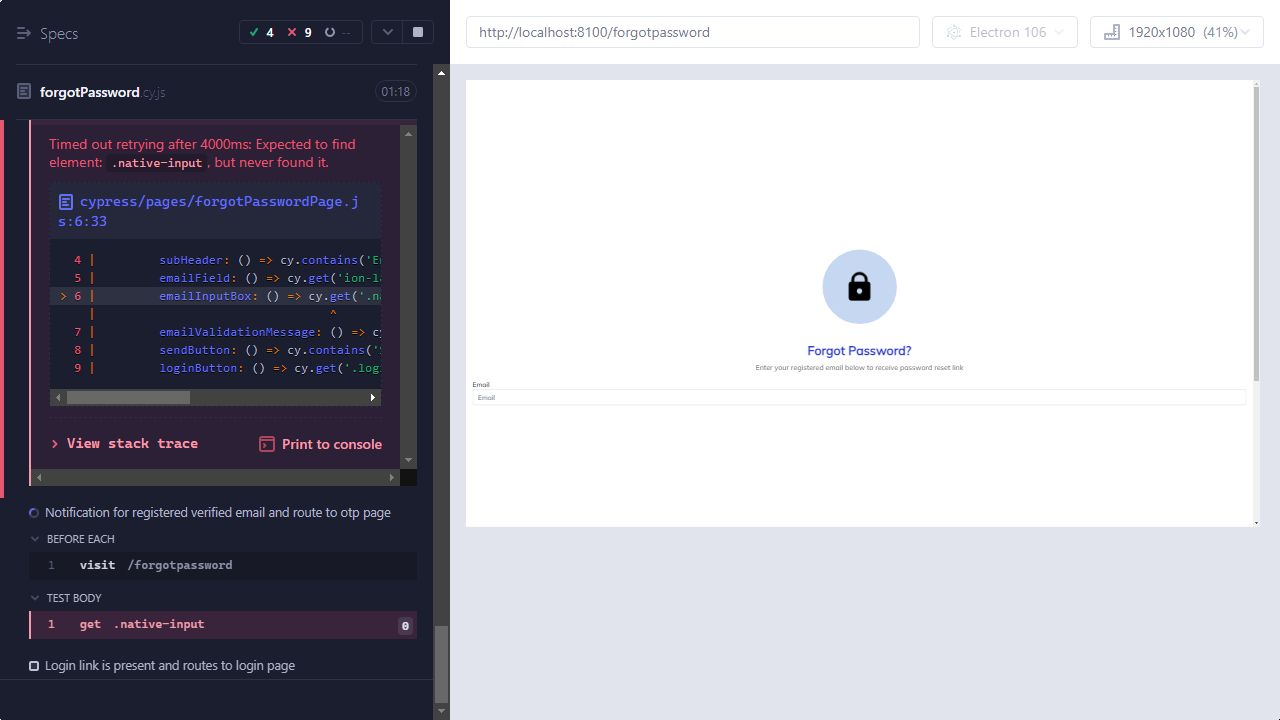 Specs
4
9
--
http://localhost:8100/forgotpassword
Electron 106
1920x1080 (41%)
forgotPassword.cy.js
01:18
Timed out retrying after 4000ms: Expected to find
element: .native-input, but never found it.
cypress/pages/forgotPasswordPage.j
s:6:33
4 | subHeader: () => cy.contains('E
5 | emailField: () => cy.get('ion-la
> 6 | emailInputBox: () => cy.get('.na
| ^
7 | emailValidationMessage: () => cy
8 | sendButton: () => cy.contains('S
9 | loginButton: () => cy.get('.logi
> View stack trace
Print to console
Notification for registered verified email and route to otp page
BEFORE EACH
1 visit /forgotpassword
TEST BODY
1 get .native-input 0
Login link is present and routes to login page
Forgot Password?
Enter your registered email below to receive password reset link
Email
Email